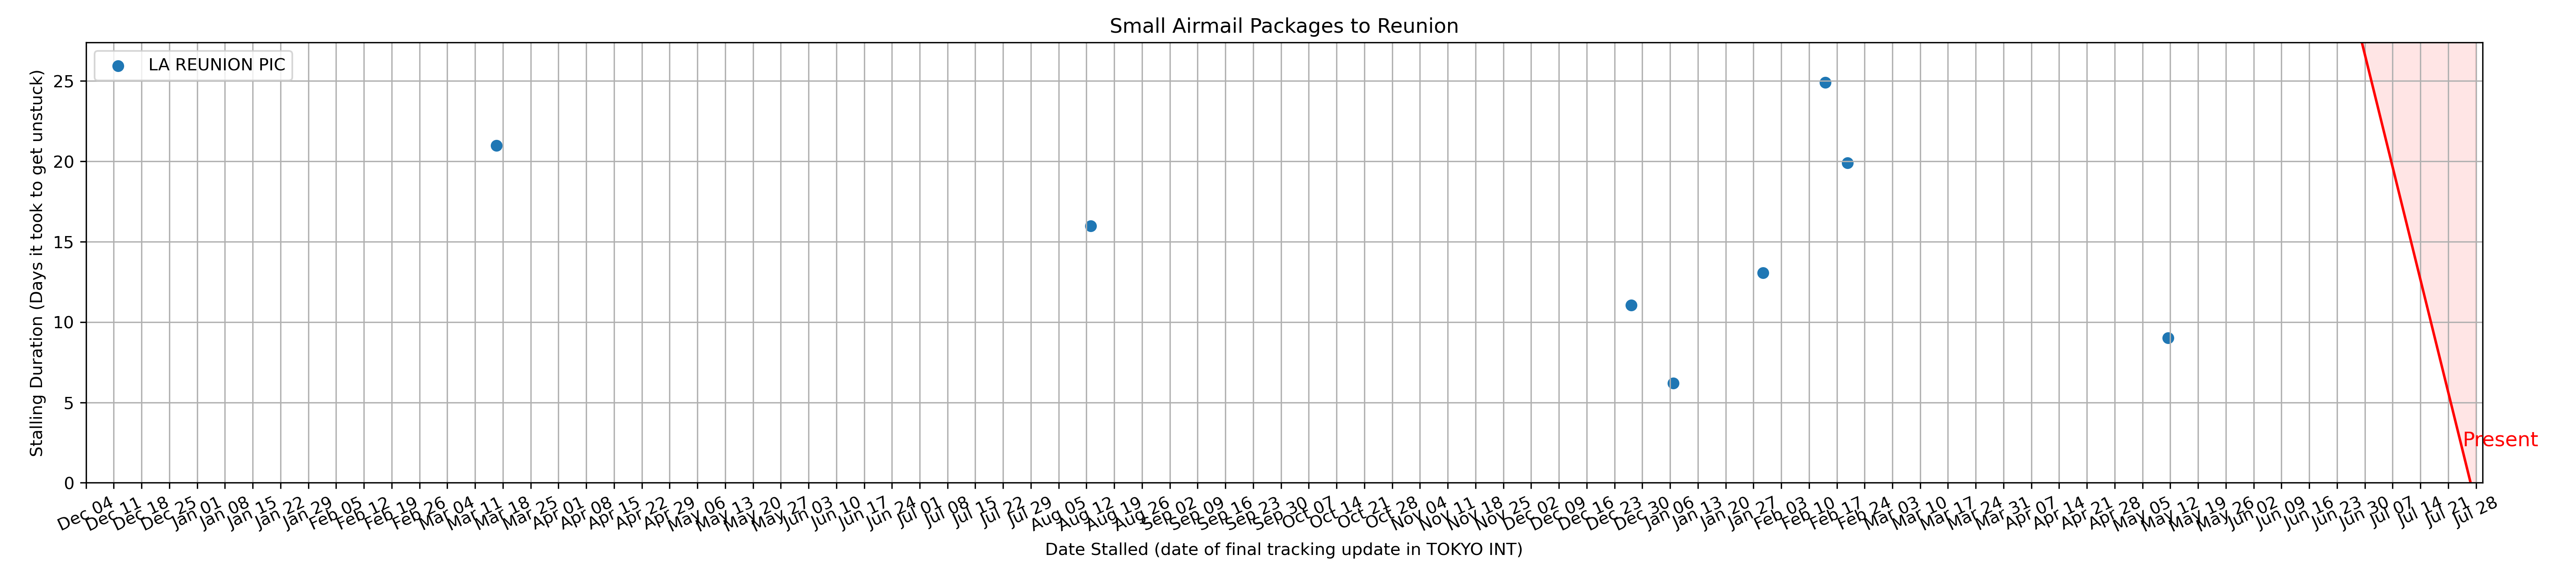 Small Airmail Packages to Reunion
LA REUNION PIC
Stalling Duration (Days it took to get unstuck)
25
20
15
10
5
0
Present
Dec 04
Dec 11
Dec 18
Dec 25
Jan 01
Jan 08
Jan 15
Jan 22
Jan 29
Feb 05
Feb 12
Feb 19
Feb 26
Mar 04
Mar 11
Mar 18
Mar 25
Apr 01
Apr 08
Apr 15
Apr 22
Apr 29
May 06
May 13
May 20
May 27
Jun 03
Jun 10
Jun 17
Jun 24
Jul 01
Jul 08
Jul 15
Jul 22
Jul 29
Aug 05
Aug 12
Aug 19
Aug 26
Sep 02
Sep 09
Sep 16
Sep 23
Sep 30
Oct 07
Oct 14
Oct 21
Oct 28
Nov 04
Nov 11
Nov 18
Nov 25
Dec 02
Dec 09
Dec 16
Dec 23
Dec 30
Jan 06
Jan 13
Jan 20
Jan 27
Feb 03
Feb 10
Feb 17
Feb 24
Mar 03
Mar 10
Mar 17
Mar 24
Mar 31
Apr 07
Apr 14
Apr 21
Apr 28
May 05
May 12
May 19
May 26
Jun 02
Jun 09
Jun 16
Jun 23
Jun 30
Jul 07
Jul 14
Jul 21
Jul 28
Date Stalled (date of final tracking update in TOKYO INT)